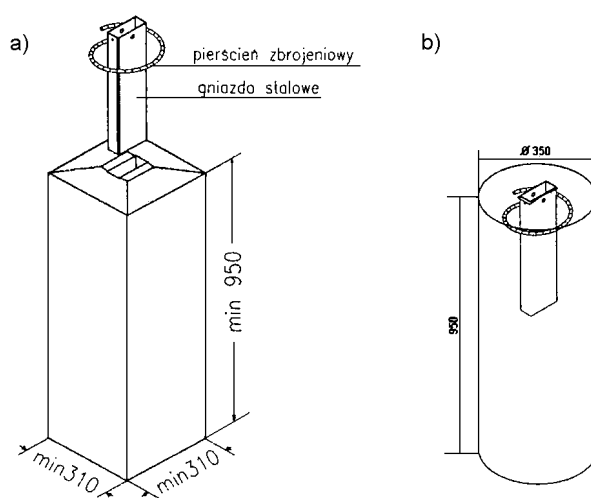 a)
pierścień zbrojeniowy
gniazdo stalowe
min 950
min310
min310
b)
Ø 350
950